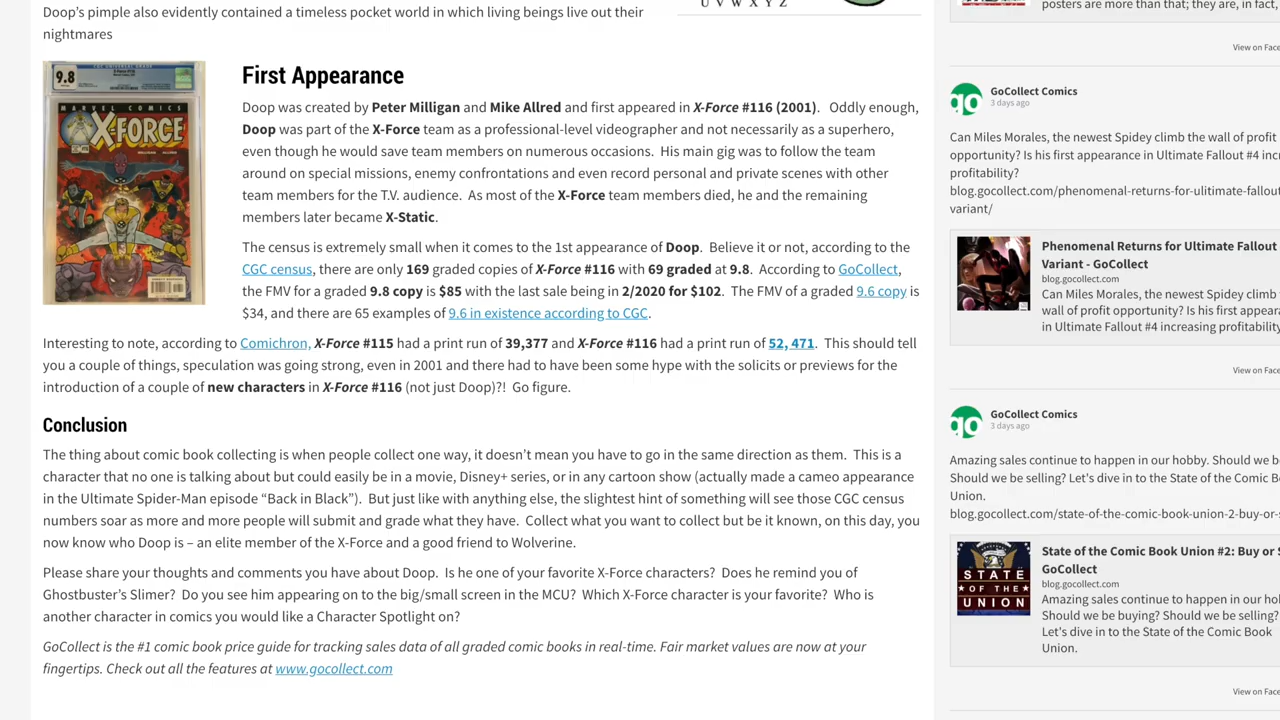 Doop's pimple also evidently contained a timeless pocket world in which living beings live out their
nightmares
U V W X Y Z
9.8
MARVEL COMICS
X-FORCE
First Appearance
Doop was created by Peter Milligan and Mike Allred and first appeared in X-Force #116 (2001).  Oddly enough,
Doop was part of the X-Force team as a professional-level videographer and not necessarily as a superhero,
even though he would save team members on numerous occasions.  His main gig was to follow the team
around on special missions, enemy confrontations and even record personal and private scenes with other
team members for the T.V. audience.  As most of the X-Force team members died, he and the remaining
members later became X-Static.
The census is extremely small when it comes to the 1st appearance of Doop.  Believe it or not, according to the
CGC census, there are only 169 graded copies of X-Force #116 with 69 graded at 9.8.  According to GoCollect,
the FMV for a graded 9.8 copy is $85 with the last sale being in 2/2020 for $102.  The FMV of a graded 9.6 copy is
$34, and there are 65 examples of 9.6 in existence according to CGC.
Interesting to note, according to Comichron, X-Force #115 had a print run of 39,377 and X-Force #116 had a print run of 52, 471.  This should tell
you a couple of things, speculation was going strong, even in 2001 and there had to have been some hype with the solicits or previews for the
introduction of a couple of new characters in X-Force #116 (not just Doop)?!  Go figure.
Conclusion
The thing about comic book collecting is when people collect one way, it doesn't mean you have to go in the same direction as them.  This is a
character that no one is talking about but could easily be in a movie, Disney+ series, or in any cartoon show (actually made a cameo appearance
in the Ultimate Spider-Man episode "Back in Black").  But just like with anything else, the slightest hint of something will see those CGC census
numbers soar as more and more people will submit and grade what they have.  Collect what you want to collect but be it known, on this day, you
now know who Doop is – an elite member of the X-Force and a good friend to Wolverine.
Please share your thoughts and comments you have about Doop.  Is he one of your favorite X-Force characters?  Does he remind you of
Ghostbuster's Slimer?  Do you see him appearing on to the big/small screen in the MCU?  Which X-Force character is your favorite?  Who is
another character in comics you would like a Character Spotlight on?
GoCollect is the #1 comic book price guide for tracking sales data of all graded comic books in real-time. Fair market values are now at your
fingertips. Check out all the features at www.gocollect.com
posters are more than that; they are, in fact,
View on Face
go
GoCollect Comics
3 days ago
Can Miles Morales, the newest Spidey climb the wall of profit
opportunity? Is his first appearance in Ultimate Fallout #4 incr
profitability?
blog.gocollect.com/phenomenal-returns-for-ulitimate-fallout
variant/
Phenomenal Returns for Ultimate Fallout
Variant - GoCollect
blog.gocollect.com
Can Miles Morales, the newest Spidey climb
wall of profit opportunity? Is his first appeara
in Ultimate Fallout #4 increasing profitability
View on Face
go
GoCollect Comics
3 days ago
Amazing sales continue to happen in our hobby. Should we b
Should we be selling? Let's dive in to the State of the Comic B
Union.
blog.gocollect.com/state-of-the-comic-book-union-2-buy-or-s
STATE
OF THE
UNION
State of the Comic Book Union #2: Buy or S
GoCollect
blog.gocollect.com
Amazing sales continue to happen in our hob
Should we be buying? Should we be selling?
Let's dive in to the State of the Comic Book
Union.
View on Face